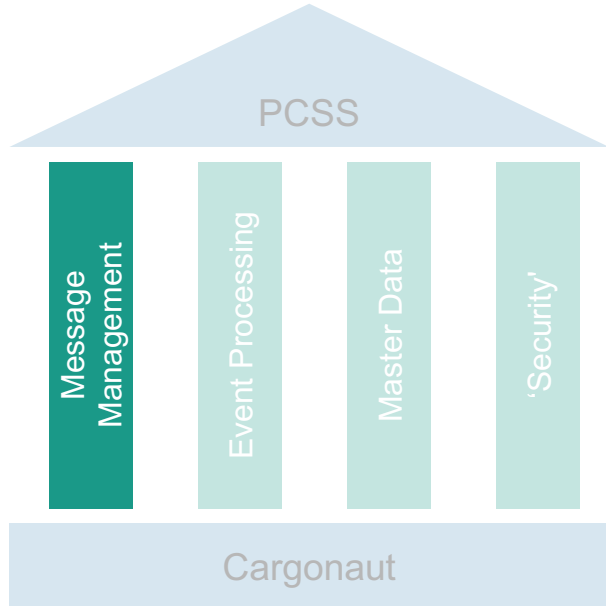 PCSS
Message
Management
Event Processing
Master Data
‘Security'
Cargonaut